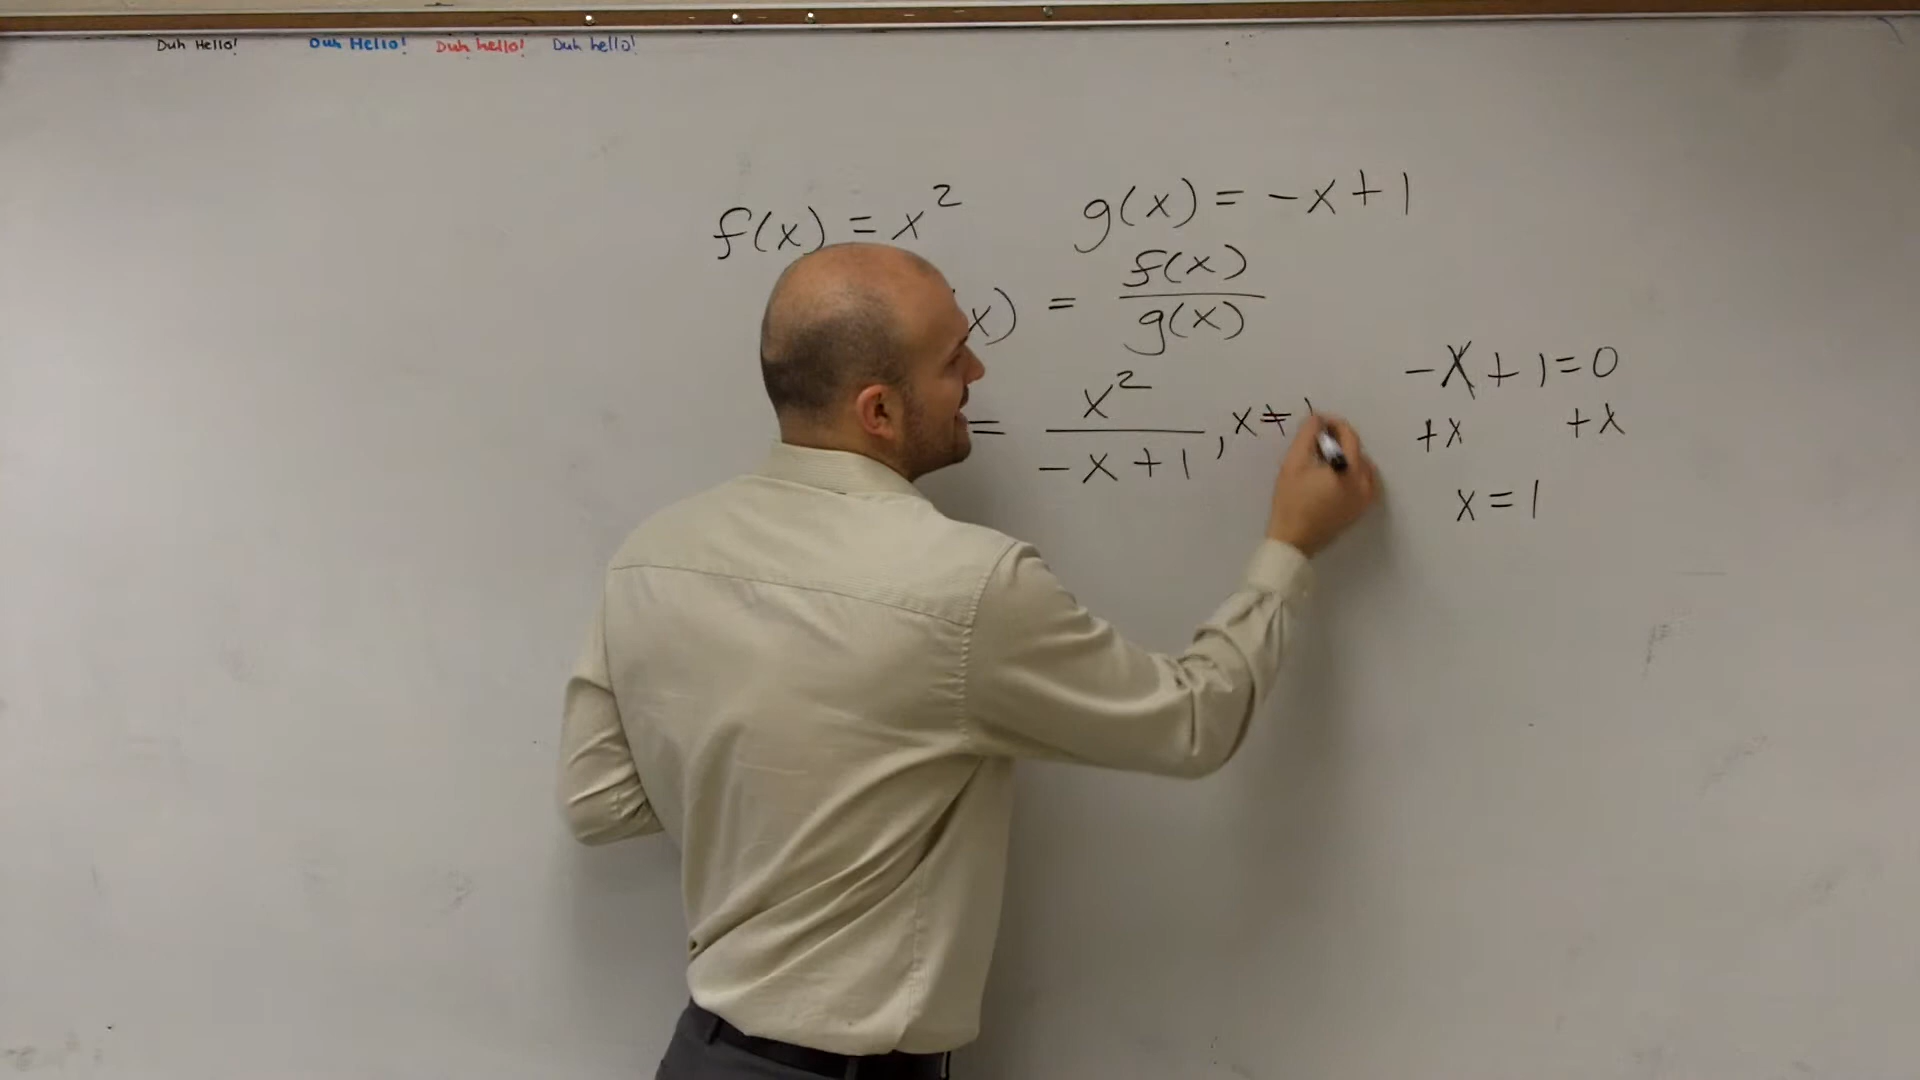 Duh Hello! Duh Hello! Duh hello! Duh hello!
f(x) = x² g(x) = -x + 1
x) = f(x)/g(x)
= x²/(-x + 1), x ≠ 1
-x + 1 = 0
+x +x
x = 1